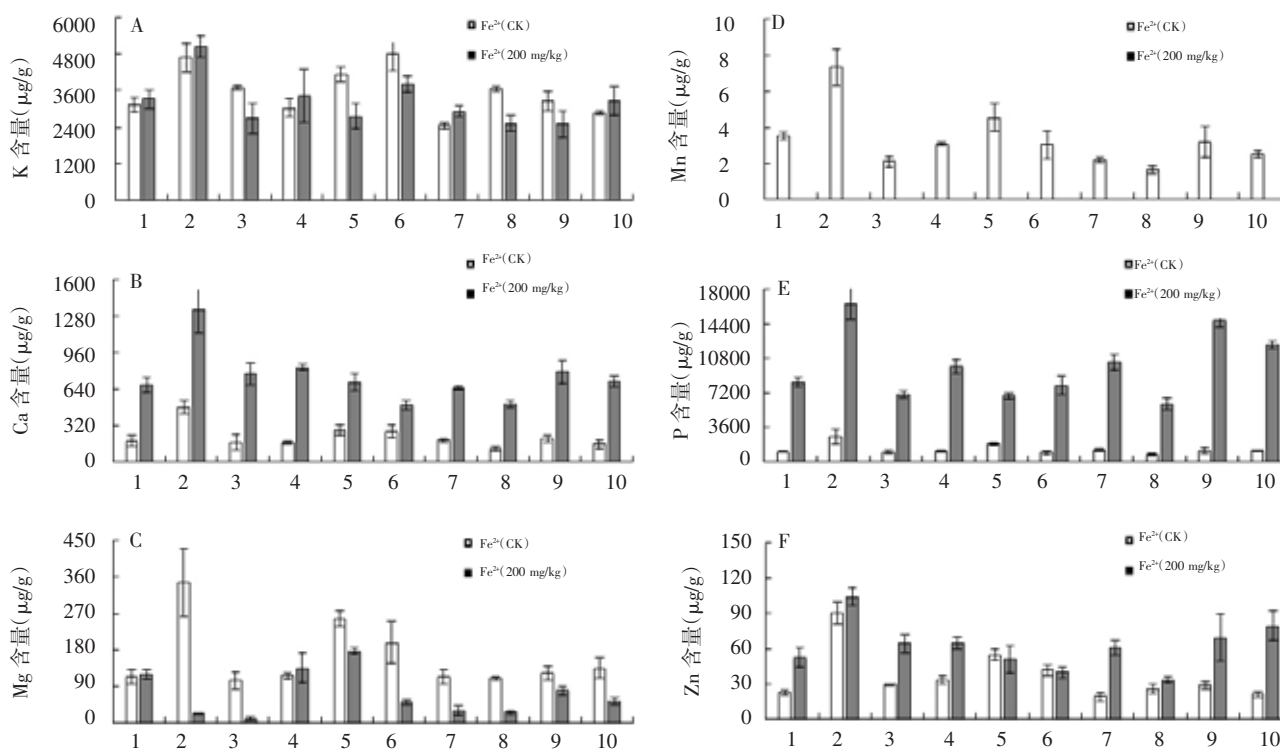 A
Fe²⁺(CK)
Fe²⁺(200 mg/kg)
K 含量(μg/g)
6000
4800
3600
2400
1200
0
1 2 3 4 5 6 7 8 9 10
B
Fe²⁺(CK)
Fe²⁺(200 mg/kg)
Ca 含量(μg/g)
1600
1280
960
640
320
0
1 2 3 4 5 6 7 8 9 10
C
Fe²⁺(CK)
Fe²⁺(200 mg/kg)
Mg 含量(μg/g)
450
360
270
180
90
0
1 2 3 4 5 6 7 8 9 10
D
Fe²⁺(CK)
Fe²⁺(200 mg/kg)
Mn 含量(μg/g)
10
8
6
4
2
0
1 2 3 4 5 6 7 8 9 10
E
Fe²⁺(CK)
Fe²⁺(200 mg/kg)
P 含量(μg/g)
18000
14400
10800
7200
3600
0
1 2 3 4 5 6 7 8 9 10
F
Fe²⁺(CK)
Fe²⁺(200 mg/kg)
Zn 含量(μg/g)
150
120
90
60
30
0
1 2 3 4 5 6 7 8 9 10